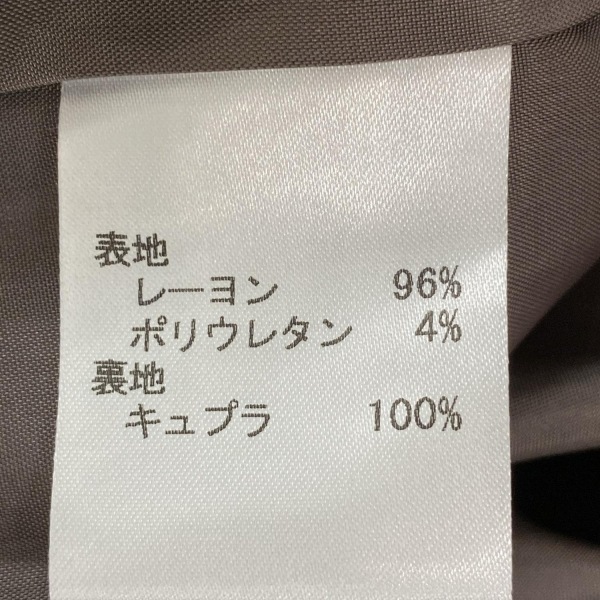 表地
レーヨン 96%
ポリウレタン 4%
裏地
キュプラ 100%